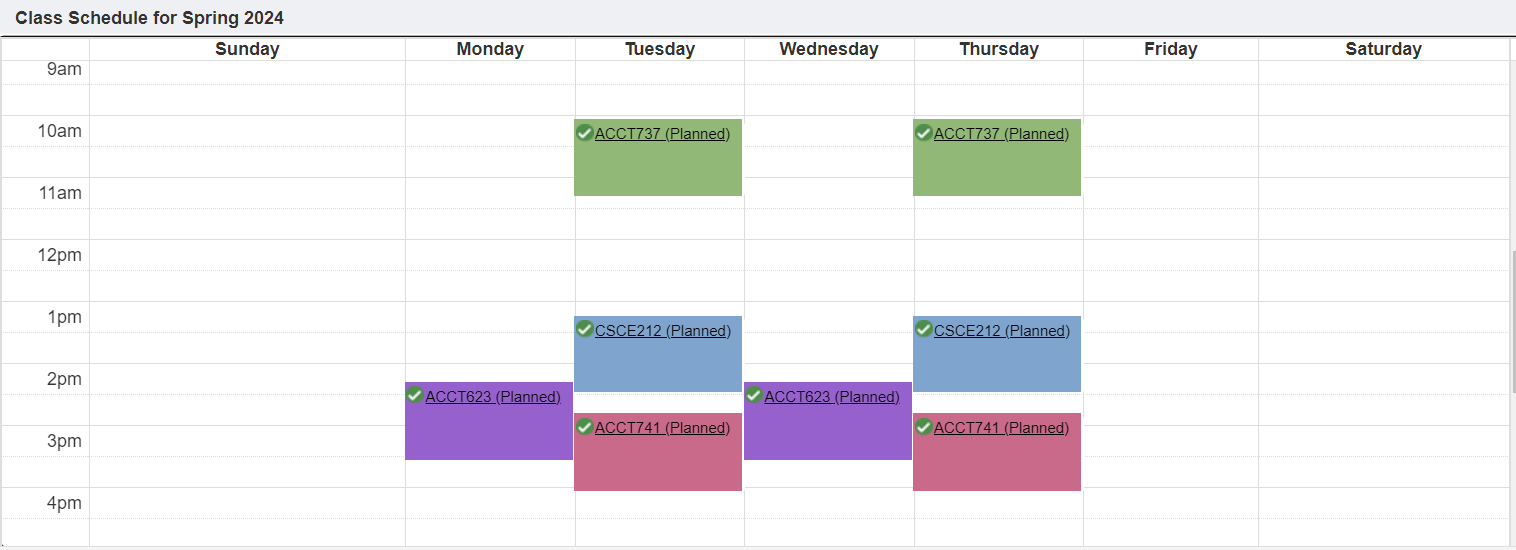 Class Schedule for Spring 2024
Sunday Monday Tuesday Wednesday Thursday Friday Saturday
9am
10am
ACCT737 (Planned) ACCT737 (Planned)
11am
12pm
1pm
CSCE212 (Planned) CSCE212 (Planned)
2pm
ACCT623 (Planned) ACCT623 (Planned)
ACCT741 (Planned) ACCT741 (Planned)
3pm
4pm